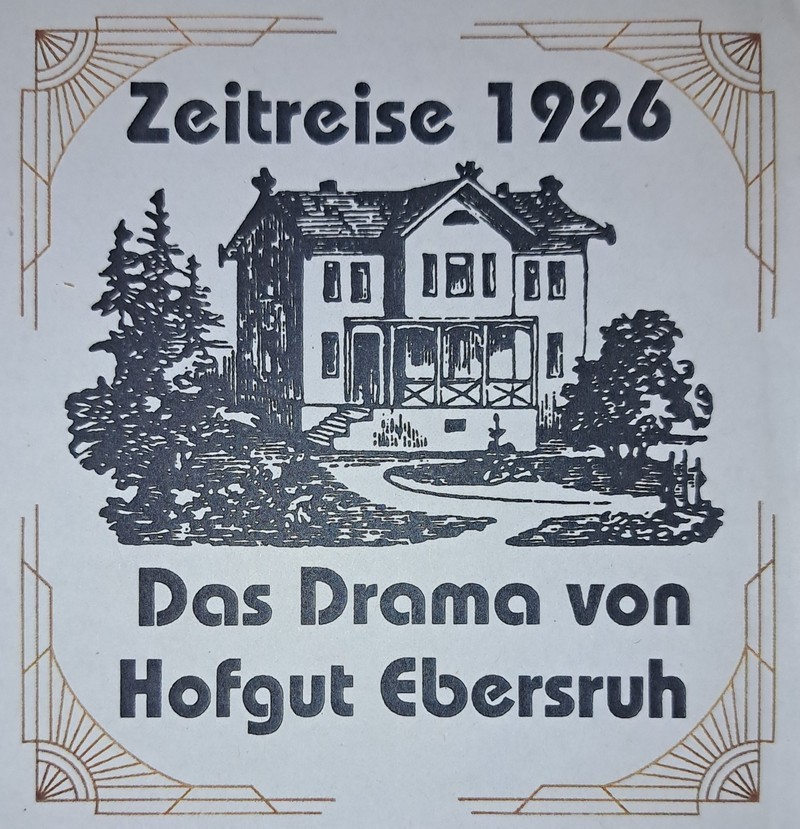 Zeitreise 1926
Das Drama von
Hofgut Ebersruh